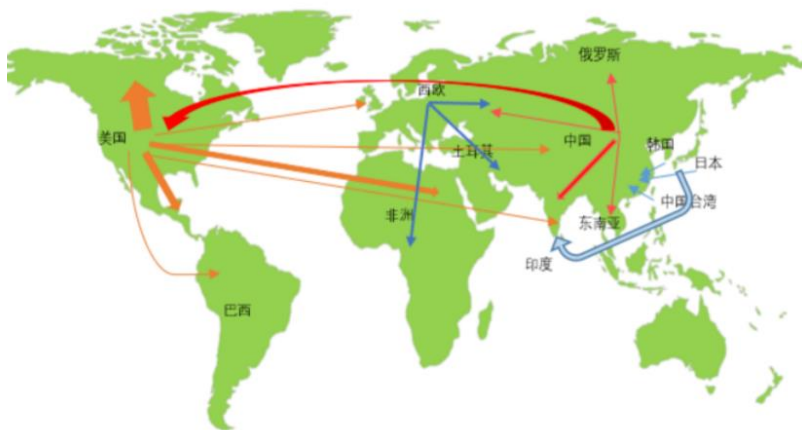 俄罗斯
西欧
美国
中国
韩国
土耳其
日本
中国台湾
非洲
东南亚
印度
巴西